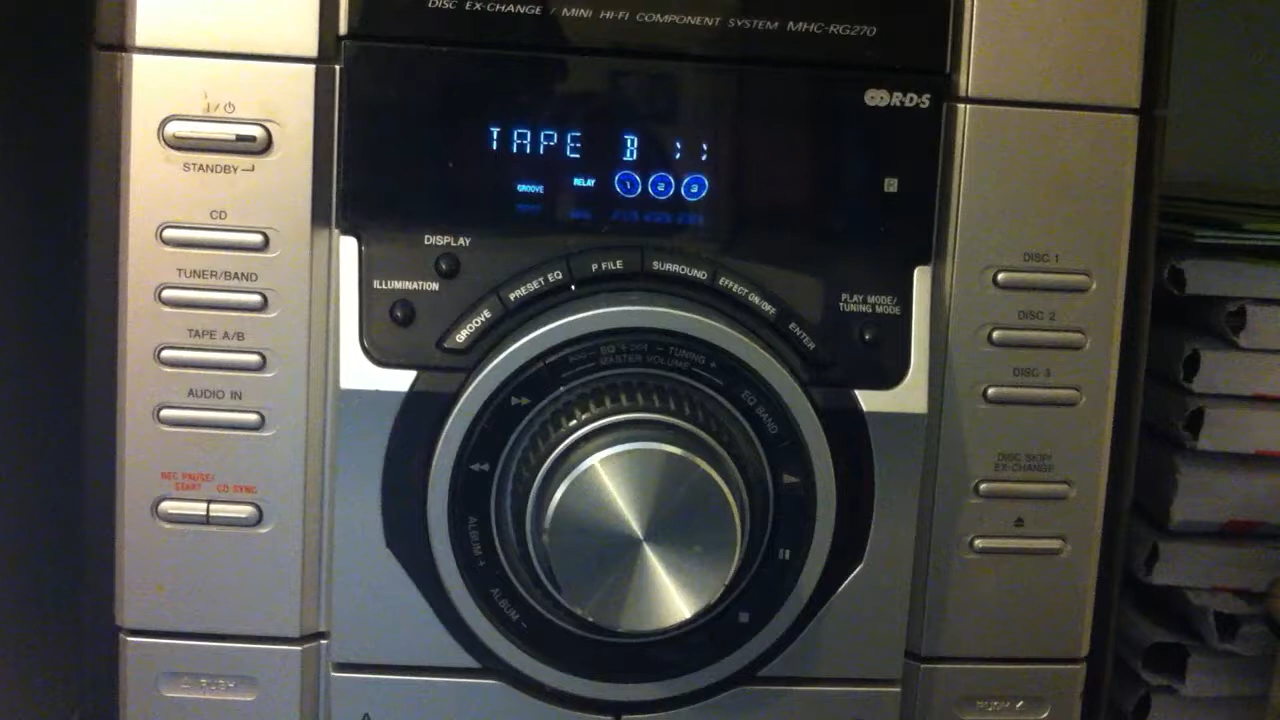 DISC EX-CHANGE / MINI HI-FI COMPONENT SYSTEM MHC-RG270
R·D·S
I/⏻
STANDBY
TAPE B
GROOVE RELAY 1 2 3
CD
TUNER/BAND
TAPE A/B
AUDIO IN
REC PAUSE/
START CD SYNC
DISPLAY
ILLUMINATION
GROOVE
PRESET EQ
P FILE
SURROUND
EFFECT ON/OFF
ENTER
PLAY MODE/
TUNING MODE
– TUNING +
MASTER VOLUME
EQ BAND
ALBUM +
ALBUM –
DISC 1
DISC 2
DISC 3
DISC SKIP/
EX-CHANGE
PUSH
PUSH
A